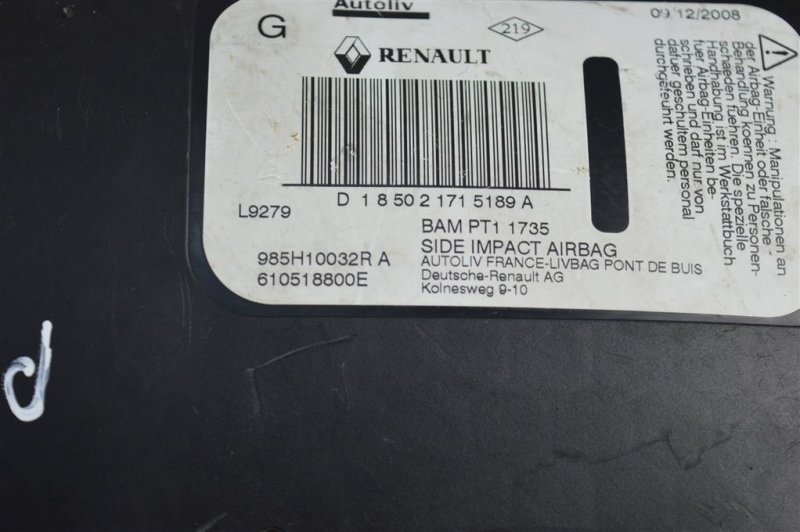 Autoliv
09/12/2008
G
219
RENAULT
D 1 8 50 2 171 5189 A
L9279
BAM PT1 1735
SIDE IMPACT AIRBAG
985H10032R A
AUTOLIV FRANCE-LIVBAG PONT DE BUIS
610518800E
Deutsche-Renault AG
Kolnesweg 9-10
Warnung : Manipulationen an
der Airbag-Einheit oder falsche
Behandlung koennen zu Personen-
schaeden fuehren. Die spezielle
Handhabung ist im Werkstattbuch
fuer Airbag-Einheiten be-
schrieben und darf nur von
dafuer geschultem personal
durchgefuehrt werden.
d